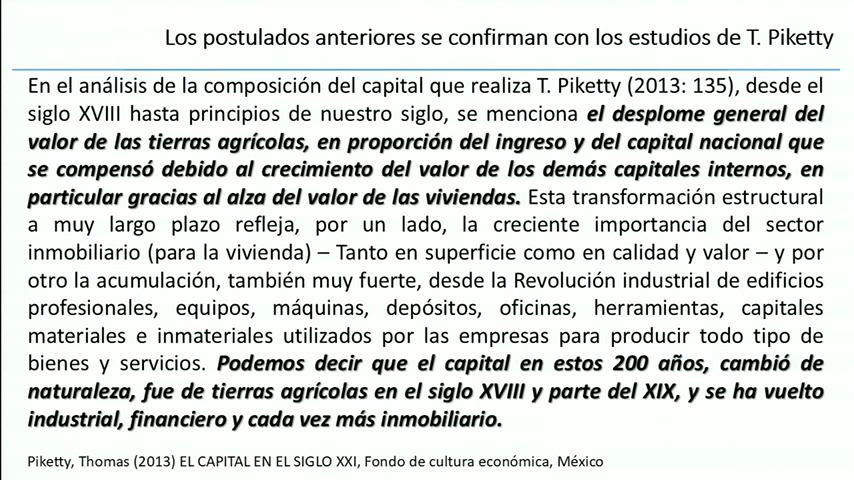 Los postulados anteriores se confirman con los estudios de T. Piketty
En el análisis de la composición del capital que realiza T. Piketty (2013: 135), desde el
siglo XVIII hasta principios de nuestro siglo, se menciona el desplome general del
valor de las tierras agrícolas, en proporción del ingreso y del capital nacional que
se compensó debido al crecimiento del valor de los demás capitales internos, en
particular gracias al alza del valor de las viviendas. Esta transformación estructural
a muy largo plazo refleja, por un lado, la creciente importancia del sector
inmobiliario (para la vivienda) – Tanto en superficie como en calidad y valor – y por
otro la acumulación, también muy fuerte, desde la Revolución industrial de edificios
profesionales, equipos, máquinas, depósitos, oficinas, herramientas, capitales
materiales e inmateriales utilizados por las empresas para producir todo tipo de
bienes y servicios. Podemos decir que el capital en estos 200 años, cambió de
naturaleza, fue de tierras agrícolas en el siglo XVIII y parte del XIX, y se ha vuelto
industrial, financiero y cada vez más inmobiliario.
Piketty, Thomas (2013) EL CAPITAL EN EL SIGLO XXI, Fondo de cultura económica, México